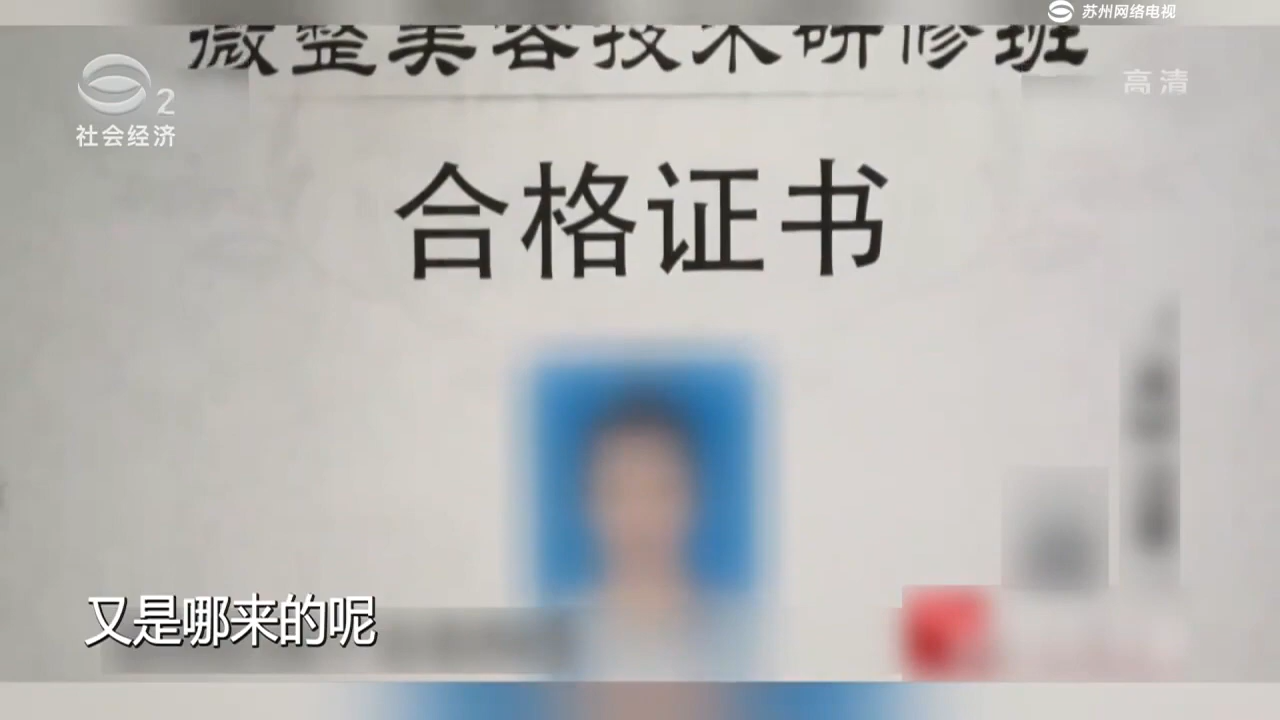 苏州网络电视
微整美容技术研修班
2
社会经济
高清
合格证书
又是哪来的呢